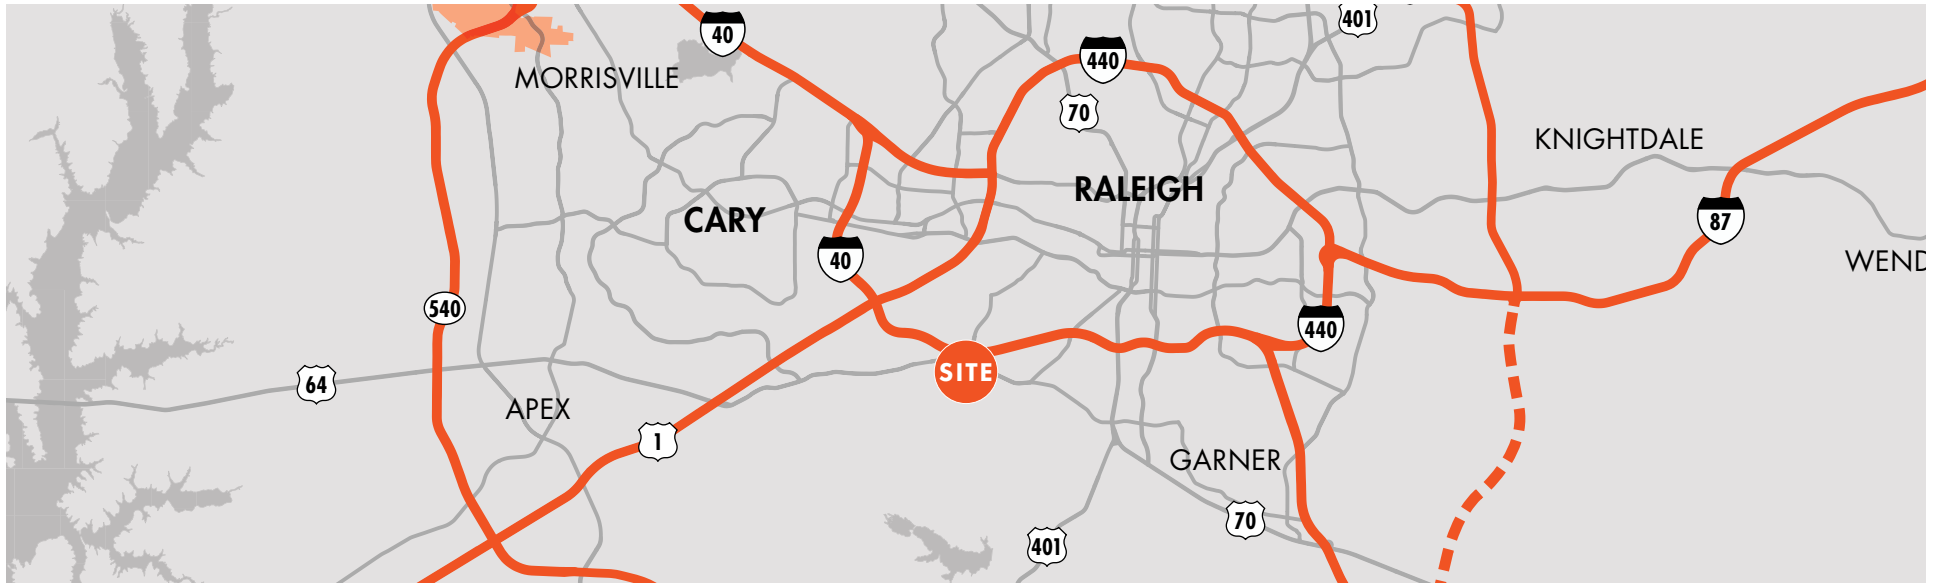 401
40
440
MORRISVILLE
70
KNIGHTDALE
RALEIGH
CARY
87
40
WEND
540
440
SITE
64
APEX
1
GARNER
70
401